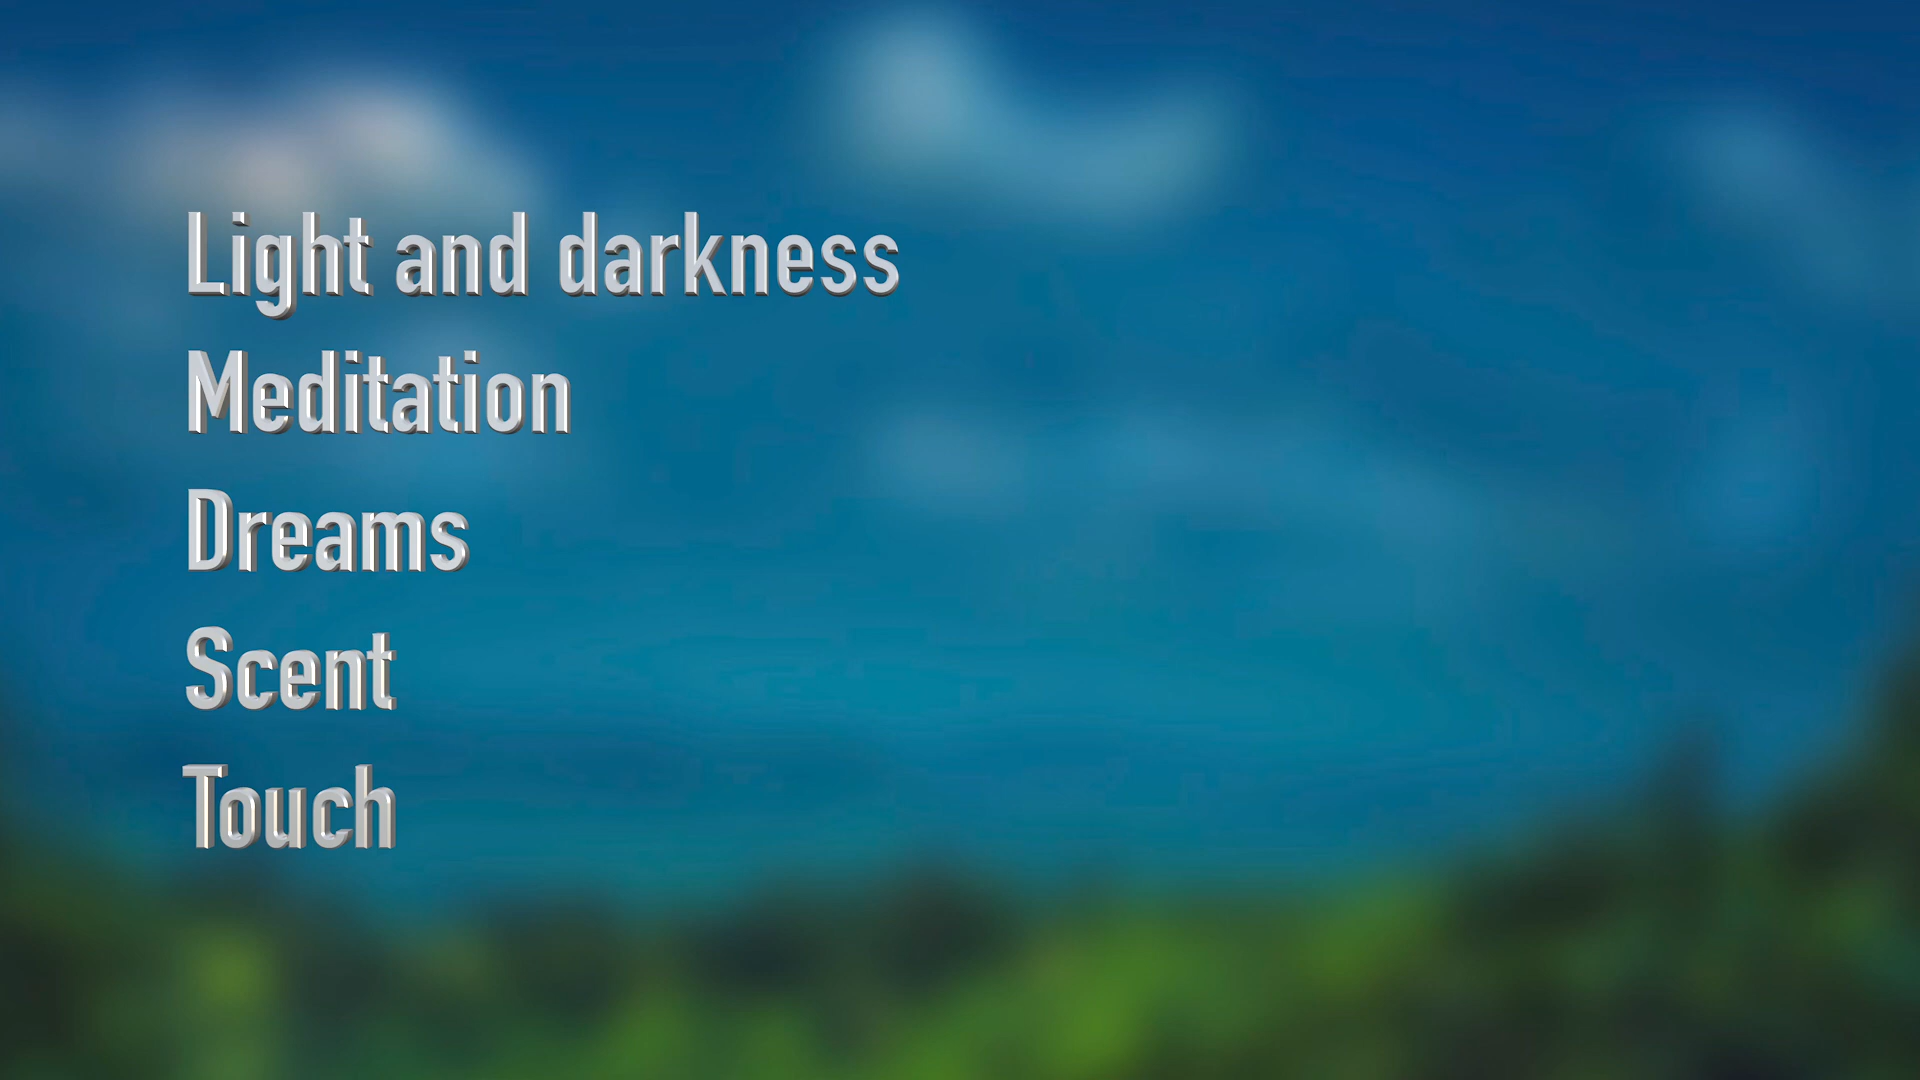 Light and darkness
Meditation
Dreams
Scent
Touch